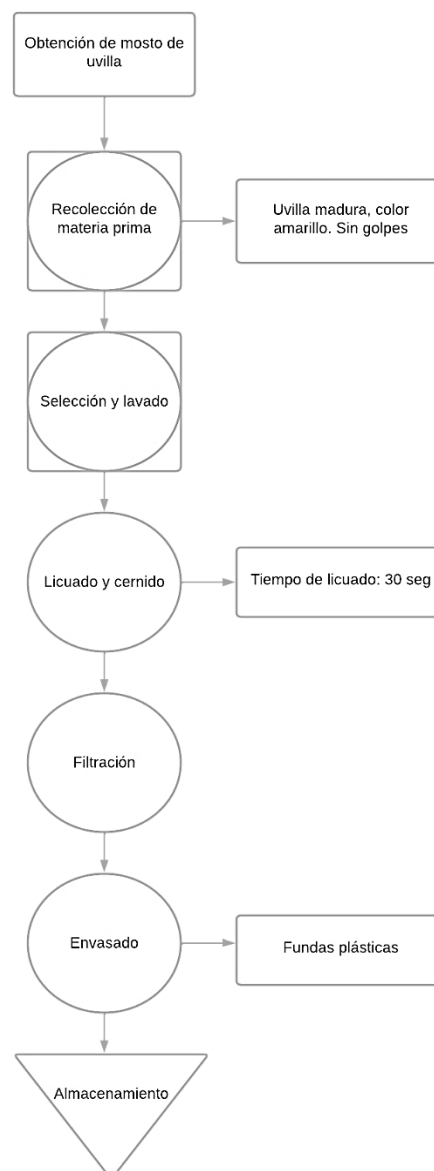 Obtención de mosto de
uvilla
Recolección de
materia prima
Uvilla madura, color
amarillo. Sin golpes
Selección y lavado
Licuado y cernido
Tiempo de licuado: 30 seg
Filtración
Envasado
Fundas plásticas
Almacenamiento